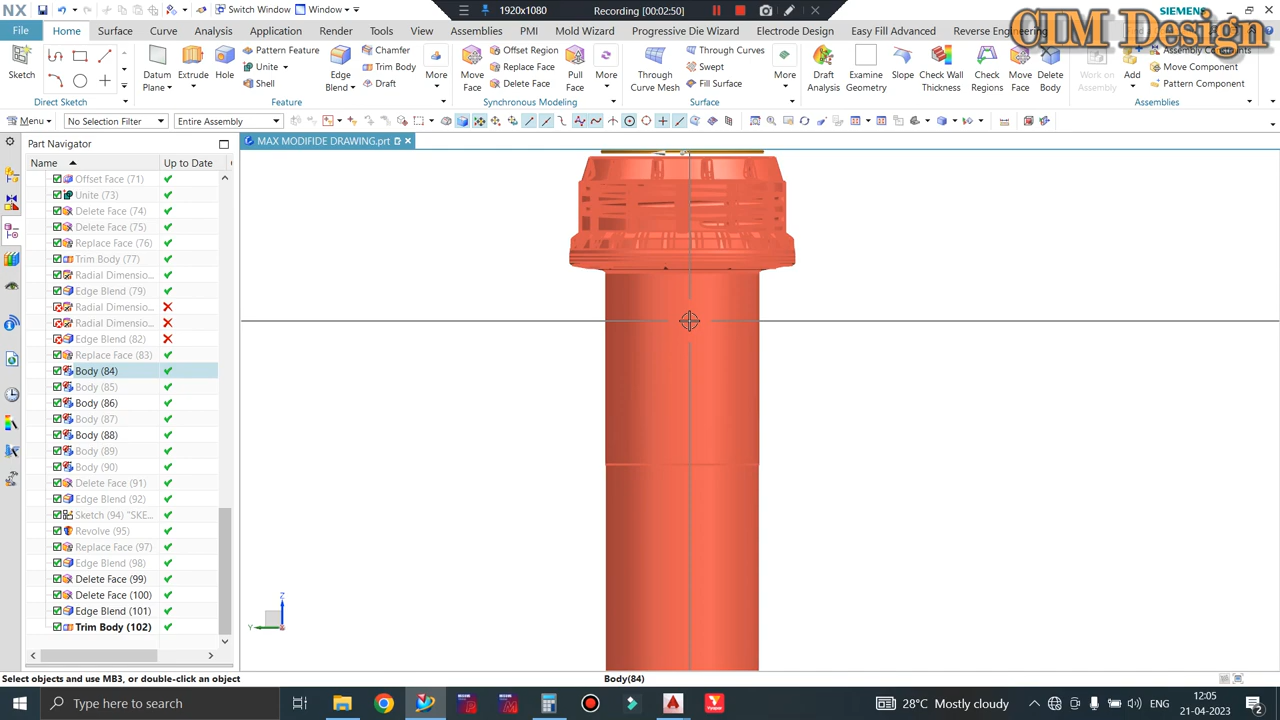 NX
Switch Window
Window
1920x1080
Recording [00:02:50]
SIEMENS
CIM Design
File
Home
Surface
Curve
Analysis
Application
Render
Tools
View
Assemblies
PMI
Mold Wizard
Progressive Die Wizard
Electrode Design
Easy Fill Advanced
Reverse Engineering
Sketch
Direct Sketch
Datum Plane
Extrude
Hole
Pattern Feature
Unite
Shell
Edge Blend
Chamfer
Trim Body
Draft
More
Feature
Move Face
Offset Region
Replace Face
Delete Face
Pull Face
More
Synchronous Modeling
Through Curve Mesh
Through Curves
Swept
Fill Surface
More
Surface
Draft Analysis
Examine Geometry
Slope
Check Wall Thickness
Check Regions
Move Face
Delete Body
Work on Assembly
Add
Assembly Constraints
Move Component
Pattern Component
Assemblies
Menu
No Selection Filter
Entire Assembly
Part Navigator
MAX MODIFIDE DRAWING.prt
Name
Up to Date
Offset Face (71)
Unite (73)
Delete Face (74)
Delete Face (75)
Replace Face (76)
Trim Body (77)
Radial Dimensio...
Edge Blend (79)
Radial Dimensio...
Radial Dimensio...
Edge Blend (82)
Replace Face (83)
Body (84)
Body (85)
Body (86)
Body (87)
Body (88)
Body (89)
Body (90)
Delete Face (91)
Edge Blend (92)
Sketch (94) "SKE...
Revolve (95)
Replace Face (97)
Edge Blend (98)
Delete Face (99)
Delete Face (100)
Edge Blend (101)
Trim Body (102)
Z
Y
Select objects and use MB3, or double-click an object
Body(84)
Type here to search
28°C Mostly cloudy
12:05
21-04-2023
2